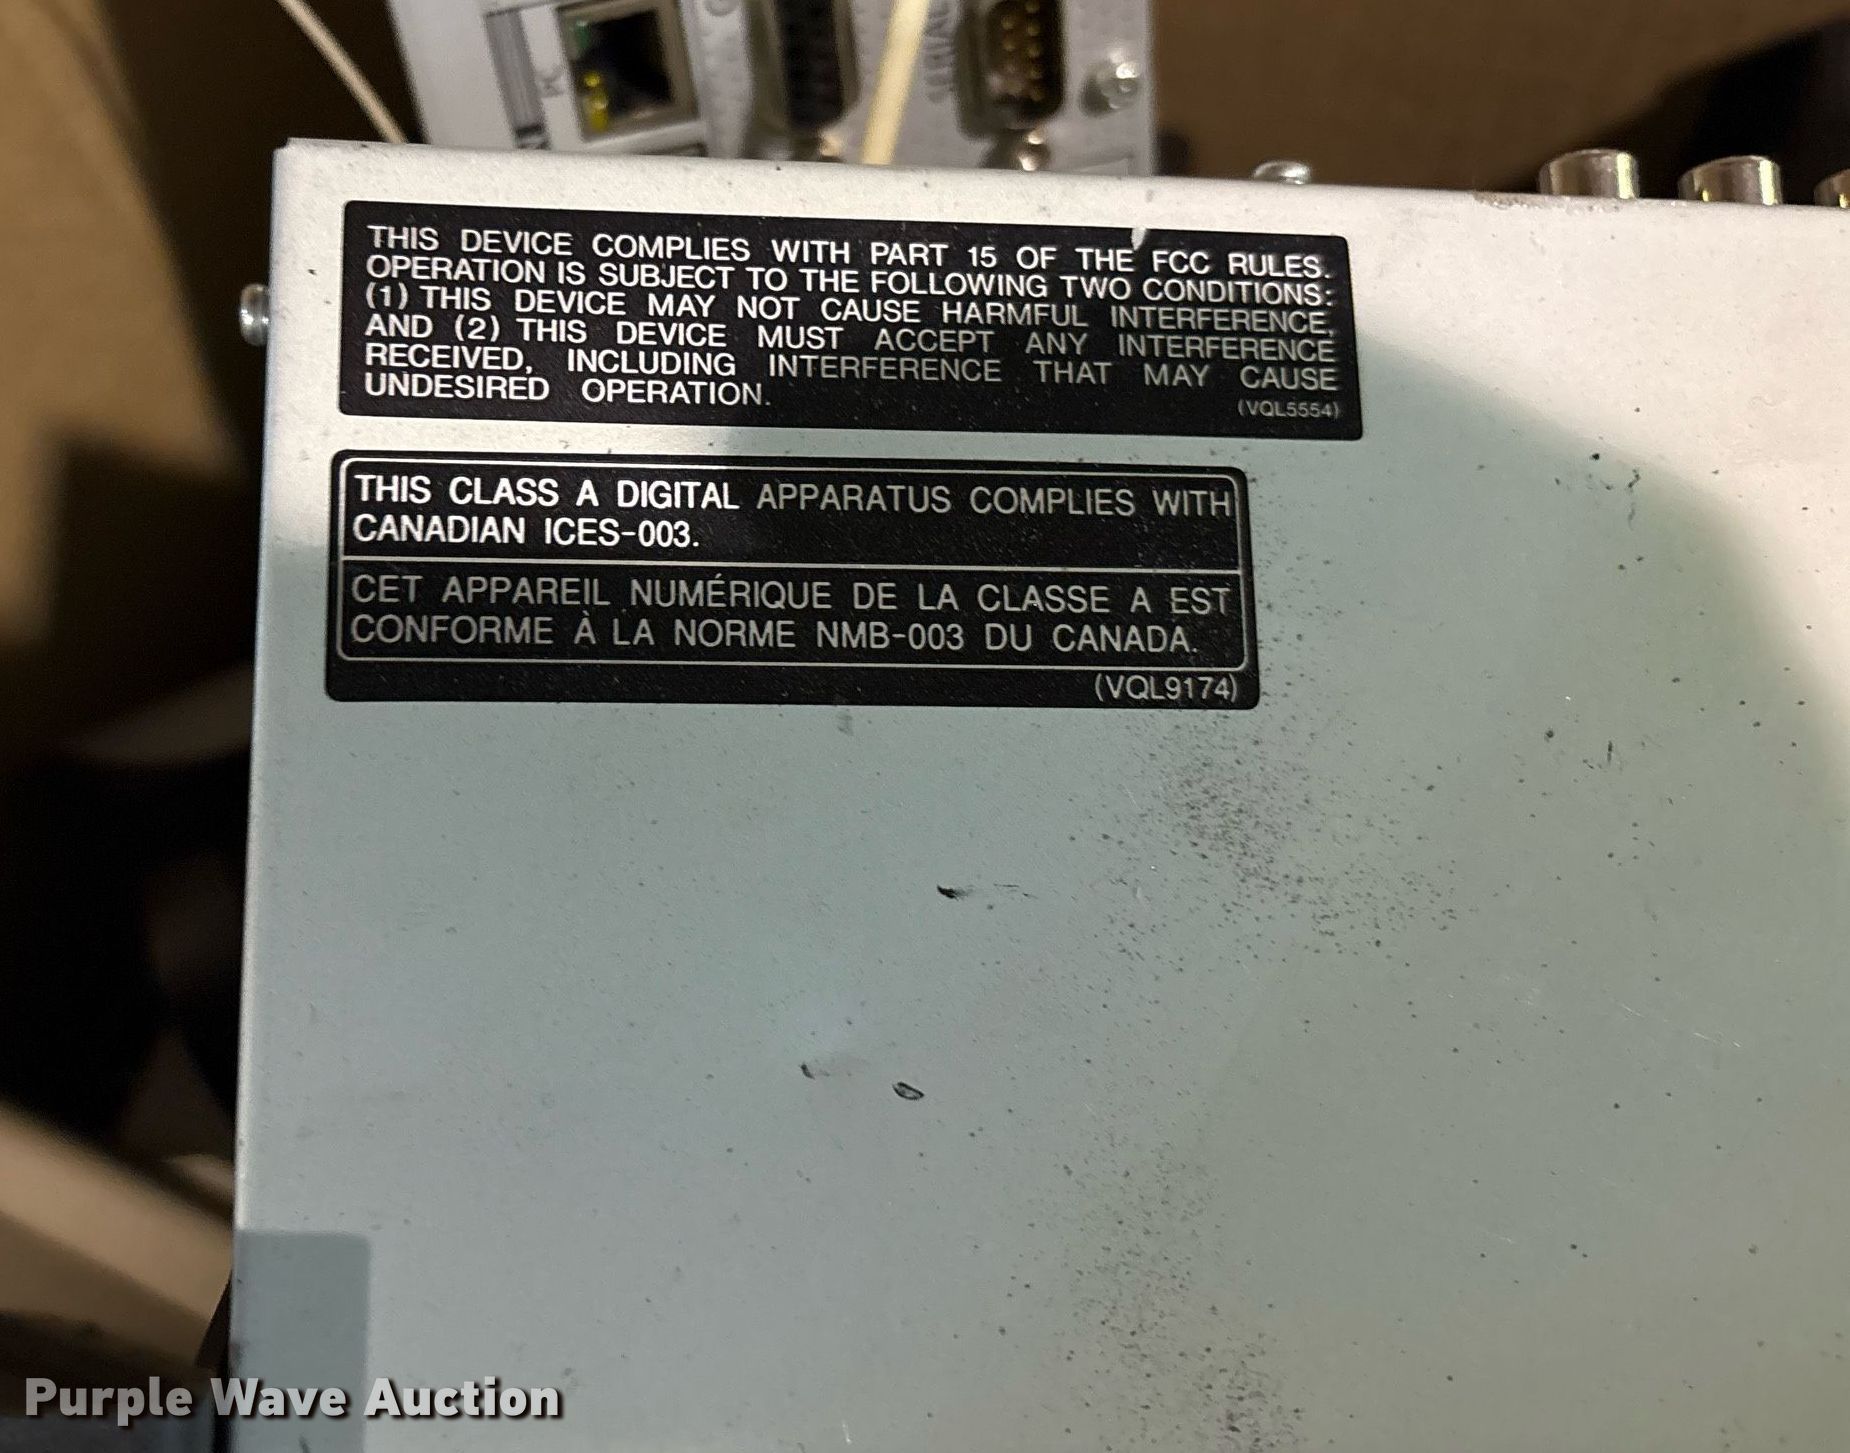 PC
SERIAL
THIS DEVICE COMPLIES WITH PART 15 OF THE FCC RULES.
OPERATION IS SUBJECT TO THE FOLLOWING TWO CONDITIONS:
(1) THIS DEVICE MAY NOT CAUSE HARMFUL INTERFERENCE,
AND (2) THIS DEVICE MUST ACCEPT ANY INTERFERENCE
RECEIVED, INCLUDING INTERFERENCE THAT MAY CAUSE
UNDESIRED OPERATION.
(VQL5554)
THIS CLASS A DIGITAL APPARATUS COMPLIES WITH
CANADIAN ICES-003.
CET APPAREIL NUMÉRIQUE DE LA CLASSE A EST
CONFORME À LA NORME NMB-003 DU CANADA.
(VQL9174)
Purple Wave Auction